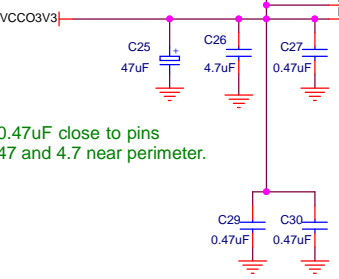 VCCO3V3
C25
C26
C27
47uF
4.7uF
0.47uF
0.47uF close to pins
47 and 4.7 near perimeter.
C29
C30
0.47uF
0.47uF